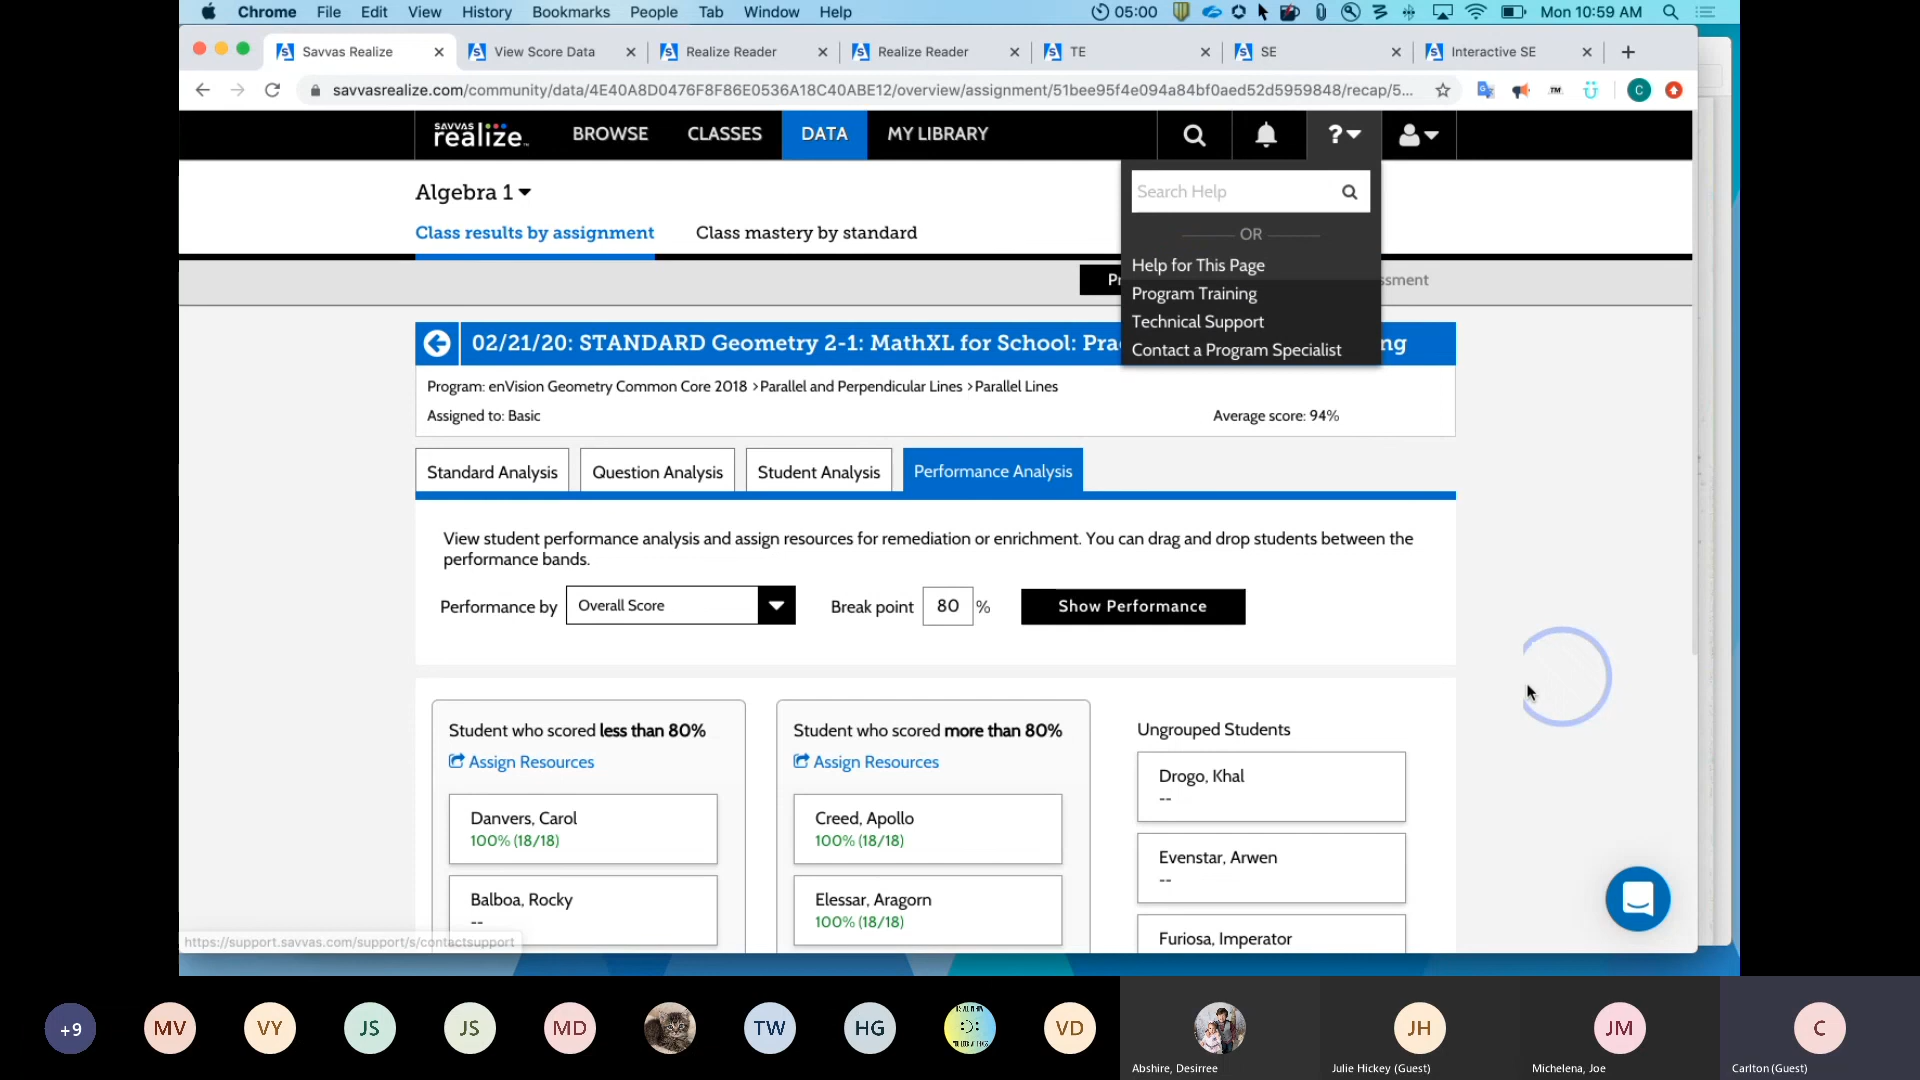 Chrome File Edit View History Bookmarks People Tab Window Help
05:00
Mon 10:59 AM
Savvas Realize
View Score Data
Realize Reader
Realize Reader
TE
SE
Interactive SE
savvasrealize.com/community/data/4E40A8D0476F8F86E0536A18C40ABE12/overview/assignment/51bee95f4e094a84bf0aed52d5959848/recap/5...
C
SAVVAS
realize
BROWSE
CLASSES
DATA
MY LIBRARY
?
Algebra 1
Search Help
OR
Help for This Page
Program Training
Technical Support
Contact a Program Specialist
Class results by assignment
Class mastery by standard
02/21/20: STANDARD Geometry 2-1: MathXL for School:
Program: enVision Geometry Common Core 2018 >Parallel and Perpendicular Lines >Parallel Lines
Assigned to: Basic
Average score: 94%
Standard Analysis
Question Analysis
Student Analysis
Performance Analysis
View student performance analysis and assign resources for remediation or enrichment. You can drag and drop students between the
performance bands.
Performance by
Overall Score
Break point
80
%
Show Performance
Student who scored less than 80%
Assign Resources
Danvers, Carol
100% (18/18)
Balboa, Rocky
--
Student who scored more than 80%
Assign Resources
Creed, Apollo
100% (18/18)
Elessar, Aragorn
100% (18/18)
Ungrouped Students
Drogo, Khal
--
Evenstar, Arwen
--
Furiosa, Imperator
https://support.savvas.com/support/s/contactsupport
+9
MV
VY
JS
JS
MD
TW
HG
VD
JH
JM
C
Abshire, Desirree
Julie Hickey (Guest)
Michelena, Joe
Carlton (Guest)